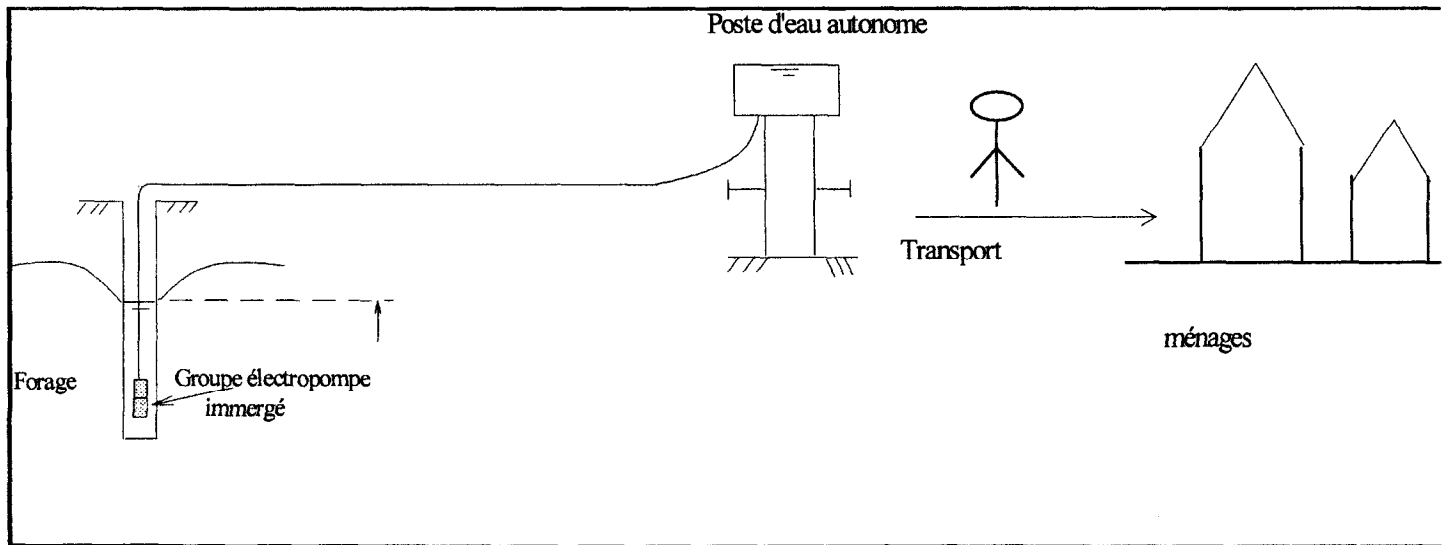 Poste d'eau autonome
Transport
ménages
Forage
Groupe électropompe
immergé